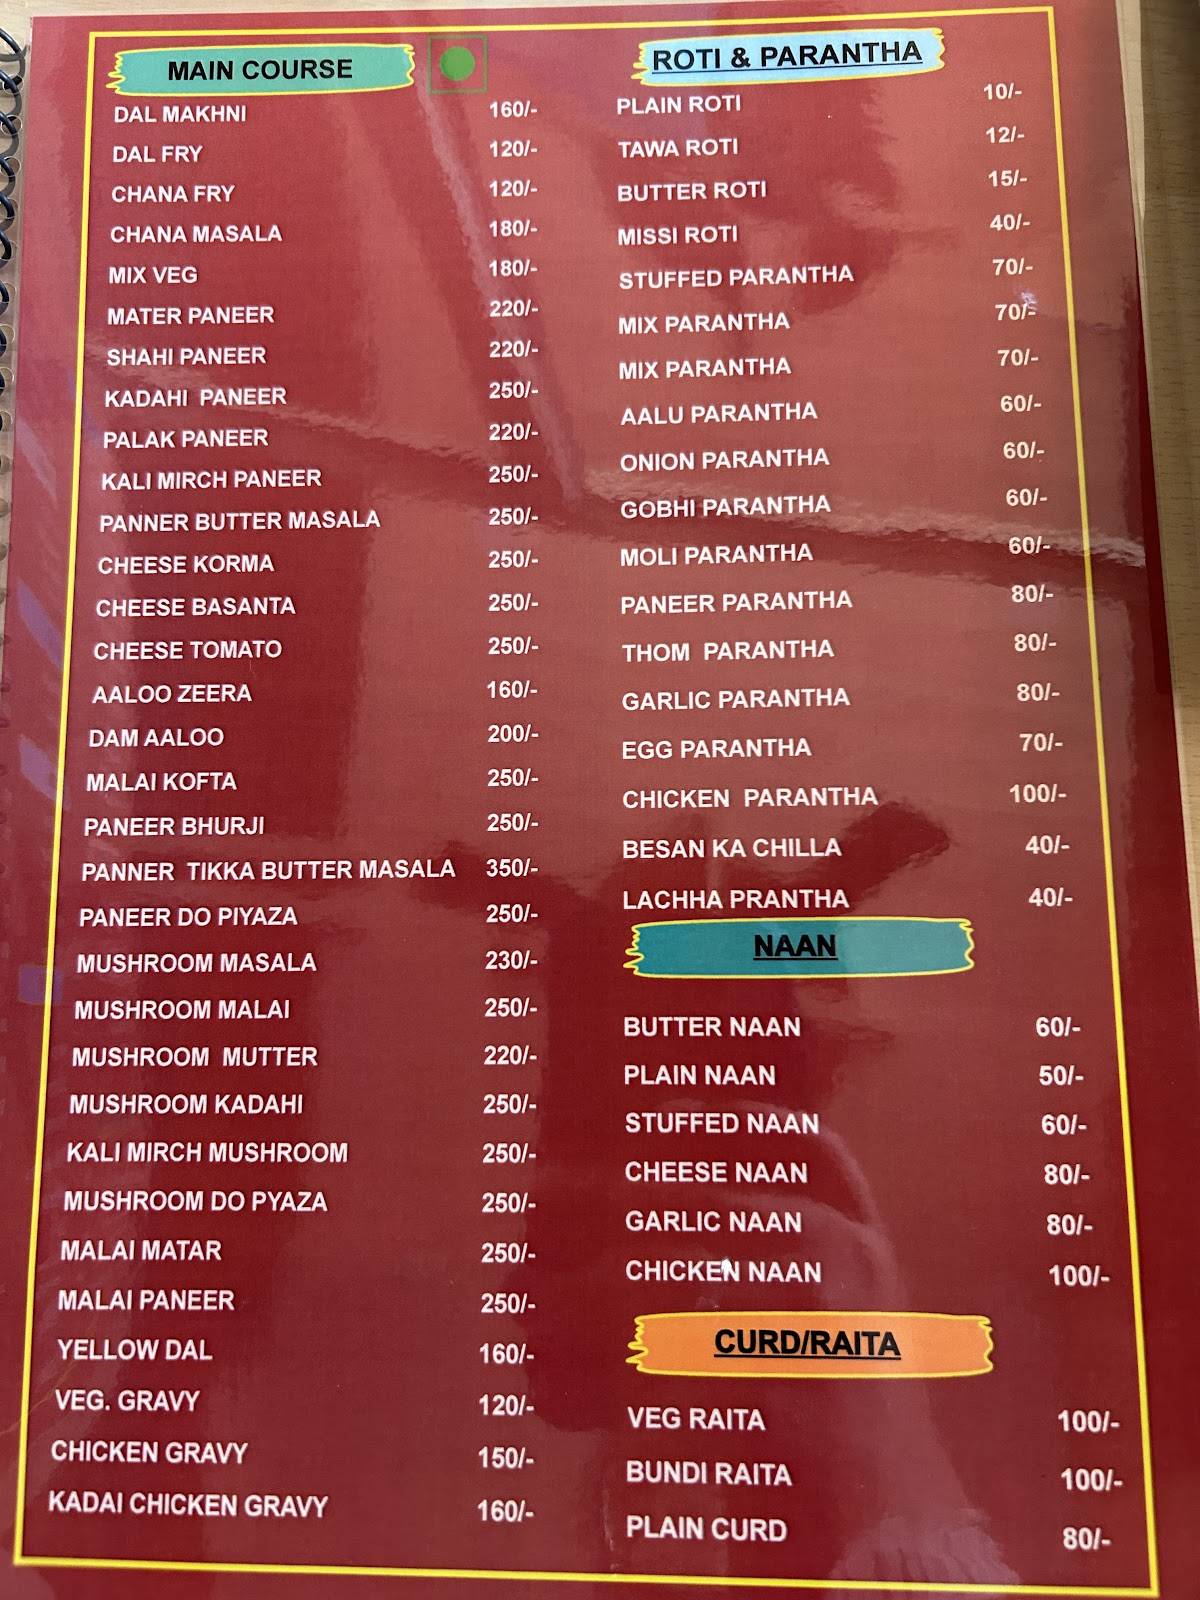 MAIN COURSE
DAL MAKHNI 160/-
DAL FRY 120/-
CHANA FRY 120/-
CHANA MASALA 180/-
MIX VEG 180/-
MATER PANEER 220/-
SHAHI PANEER 220/-
KADAHI PANEER 250/-
PALAK PANEER 220/-
KALI MIRCH PANEER 250/-
PANNER BUTTER MASALA 250/-
CHEESE KORMA 250/-
CHEESE BASANTA 250/-
CHEESE TOMATO 250/-
AALOO ZEERA 160/-
DAM AALOO 200/-
MALAI KOFTA 250/-
PANEER BHURJI 250/-
PANNER TIKKA BUTTER MASALA 350/-
PANEER DO PIYAZA 250/-
MUSHROOM MASALA 230/-
MUSHROOM MALAI 250/-
MUSHROOM MUTTER 220/-
MUSHROOM KADAHI 250/-
KALI MIRCH MUSHROOM 250/-
MUSHROOM DO PYAZA 250/-
MALAI MATAR 250/-
MALAI PANEER 250/-
YELLOW DAL 160/-
VEG. GRAVY 120/-
CHICKEN GRAVY 150/-
KADAI CHICKEN GRAVY 160/-
ROTI & PARANTHA
PLAIN ROTI 10/-
TAWA ROTI 12/-
BUTTER ROTI 15/-
MISSI ROTI 40/-
STUFFED PARANTHA 70/-
MIX PARANTHA 70/-
MIX PARANTHA 70/-
AALU PARANTHA 60/-
ONION PARANTHA 60/-
GOBHI PARANTHA 60/-
MOLI PARANTHA 60/-
PANEER PARANTHA 80/-
THOM PARANTHA 80/-
GARLIC PARANTHA 80/-
EGG PARANTHA 70/-
CHICKEN PARANTHA 100/-
BESAN KA CHILLA 40/-
LACHHA PRANTHA 40/-
NAAN
BUTTER NAAN 60/-
PLAIN NAAN 50/-
STUFFED NAAN 60/-
CHEESE NAAN 80/-
GARLIC NAAN 80/-
CHICKEN NAAN 100/-
CURD/RAITA
VEG RAITA 100/-
BUNDI RAITA 100/-
PLAIN CURD 80/-